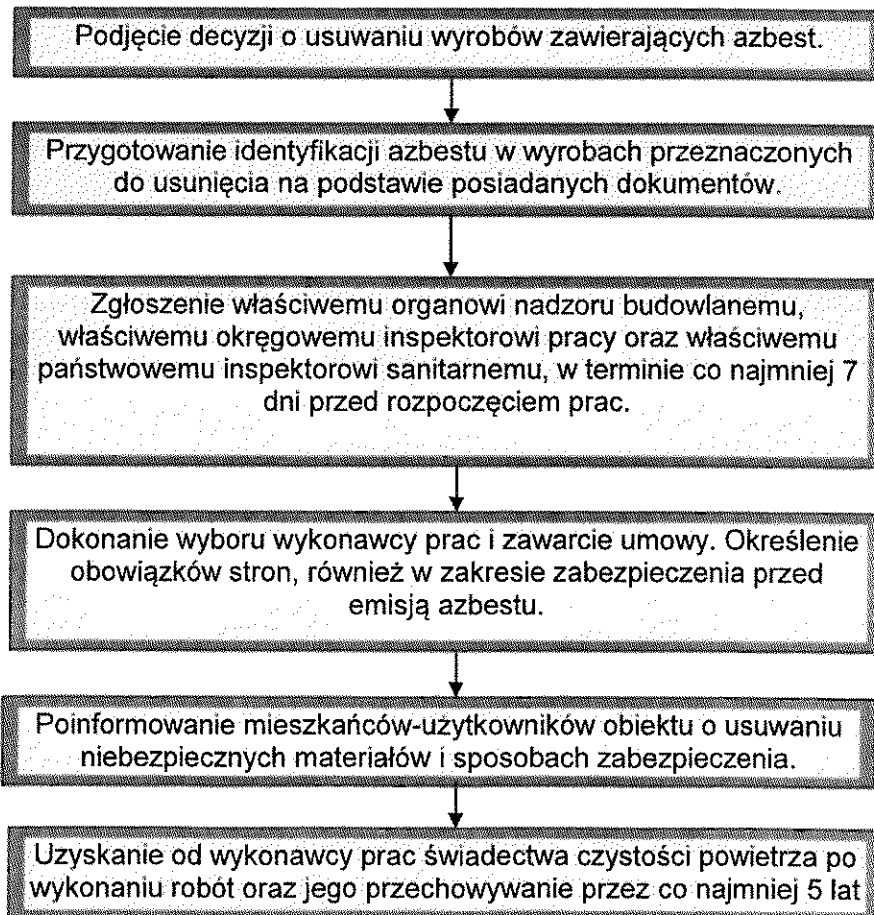 Podjęcie decyzji o usuwaniu wyrobów zawierających azbest.
Przygotowanie identyfikacji azbestu w wyrobach przeznaczonych
do usunięcia na podstawie posiadanych dokumentów.
Zgłoszenie właściwemu organowi nadzoru budowlanemu,
właściwemu okręgowemu inspektorowi pracy oraz właściwemu
państwowemu inspektorowi sanitarnemu, w terminie co najmniej 7
dni przed rozpoczęciem prac.
Dokonanie wyboru wykonawcy prac i zawarcie umowy. Określenie
obowiązków stron, również w zakresie zabezpieczenia przed
emisją azbestu.
Poinformowanie mieszkańców-użytkowników obiektu o usuwaniu
niebezpiecznych materiałów i sposobach zabezpieczenia.
Uzyskanie od wykonawcy prac świadectwa czystości powietrza po
wykonaniu robót oraz jego przechowywanie przez co najmniej 5 lat